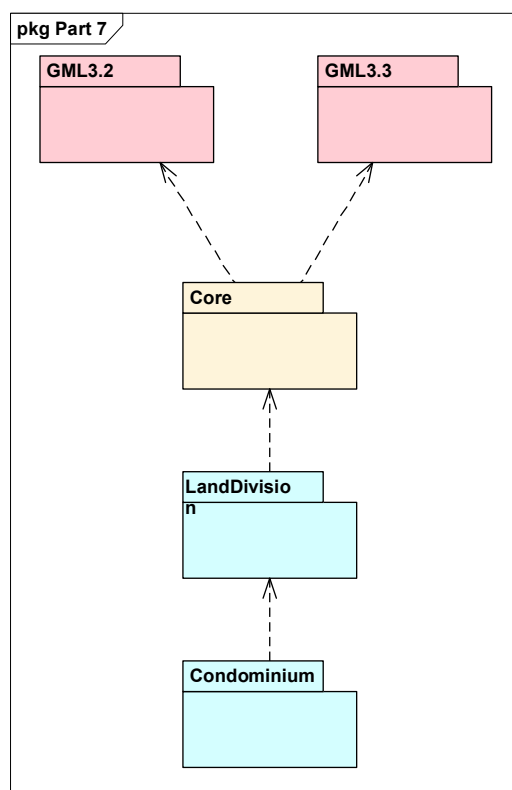 pkg Part 7
GML3.2
GML3.3
Core
LandDivisio
n
Condominium